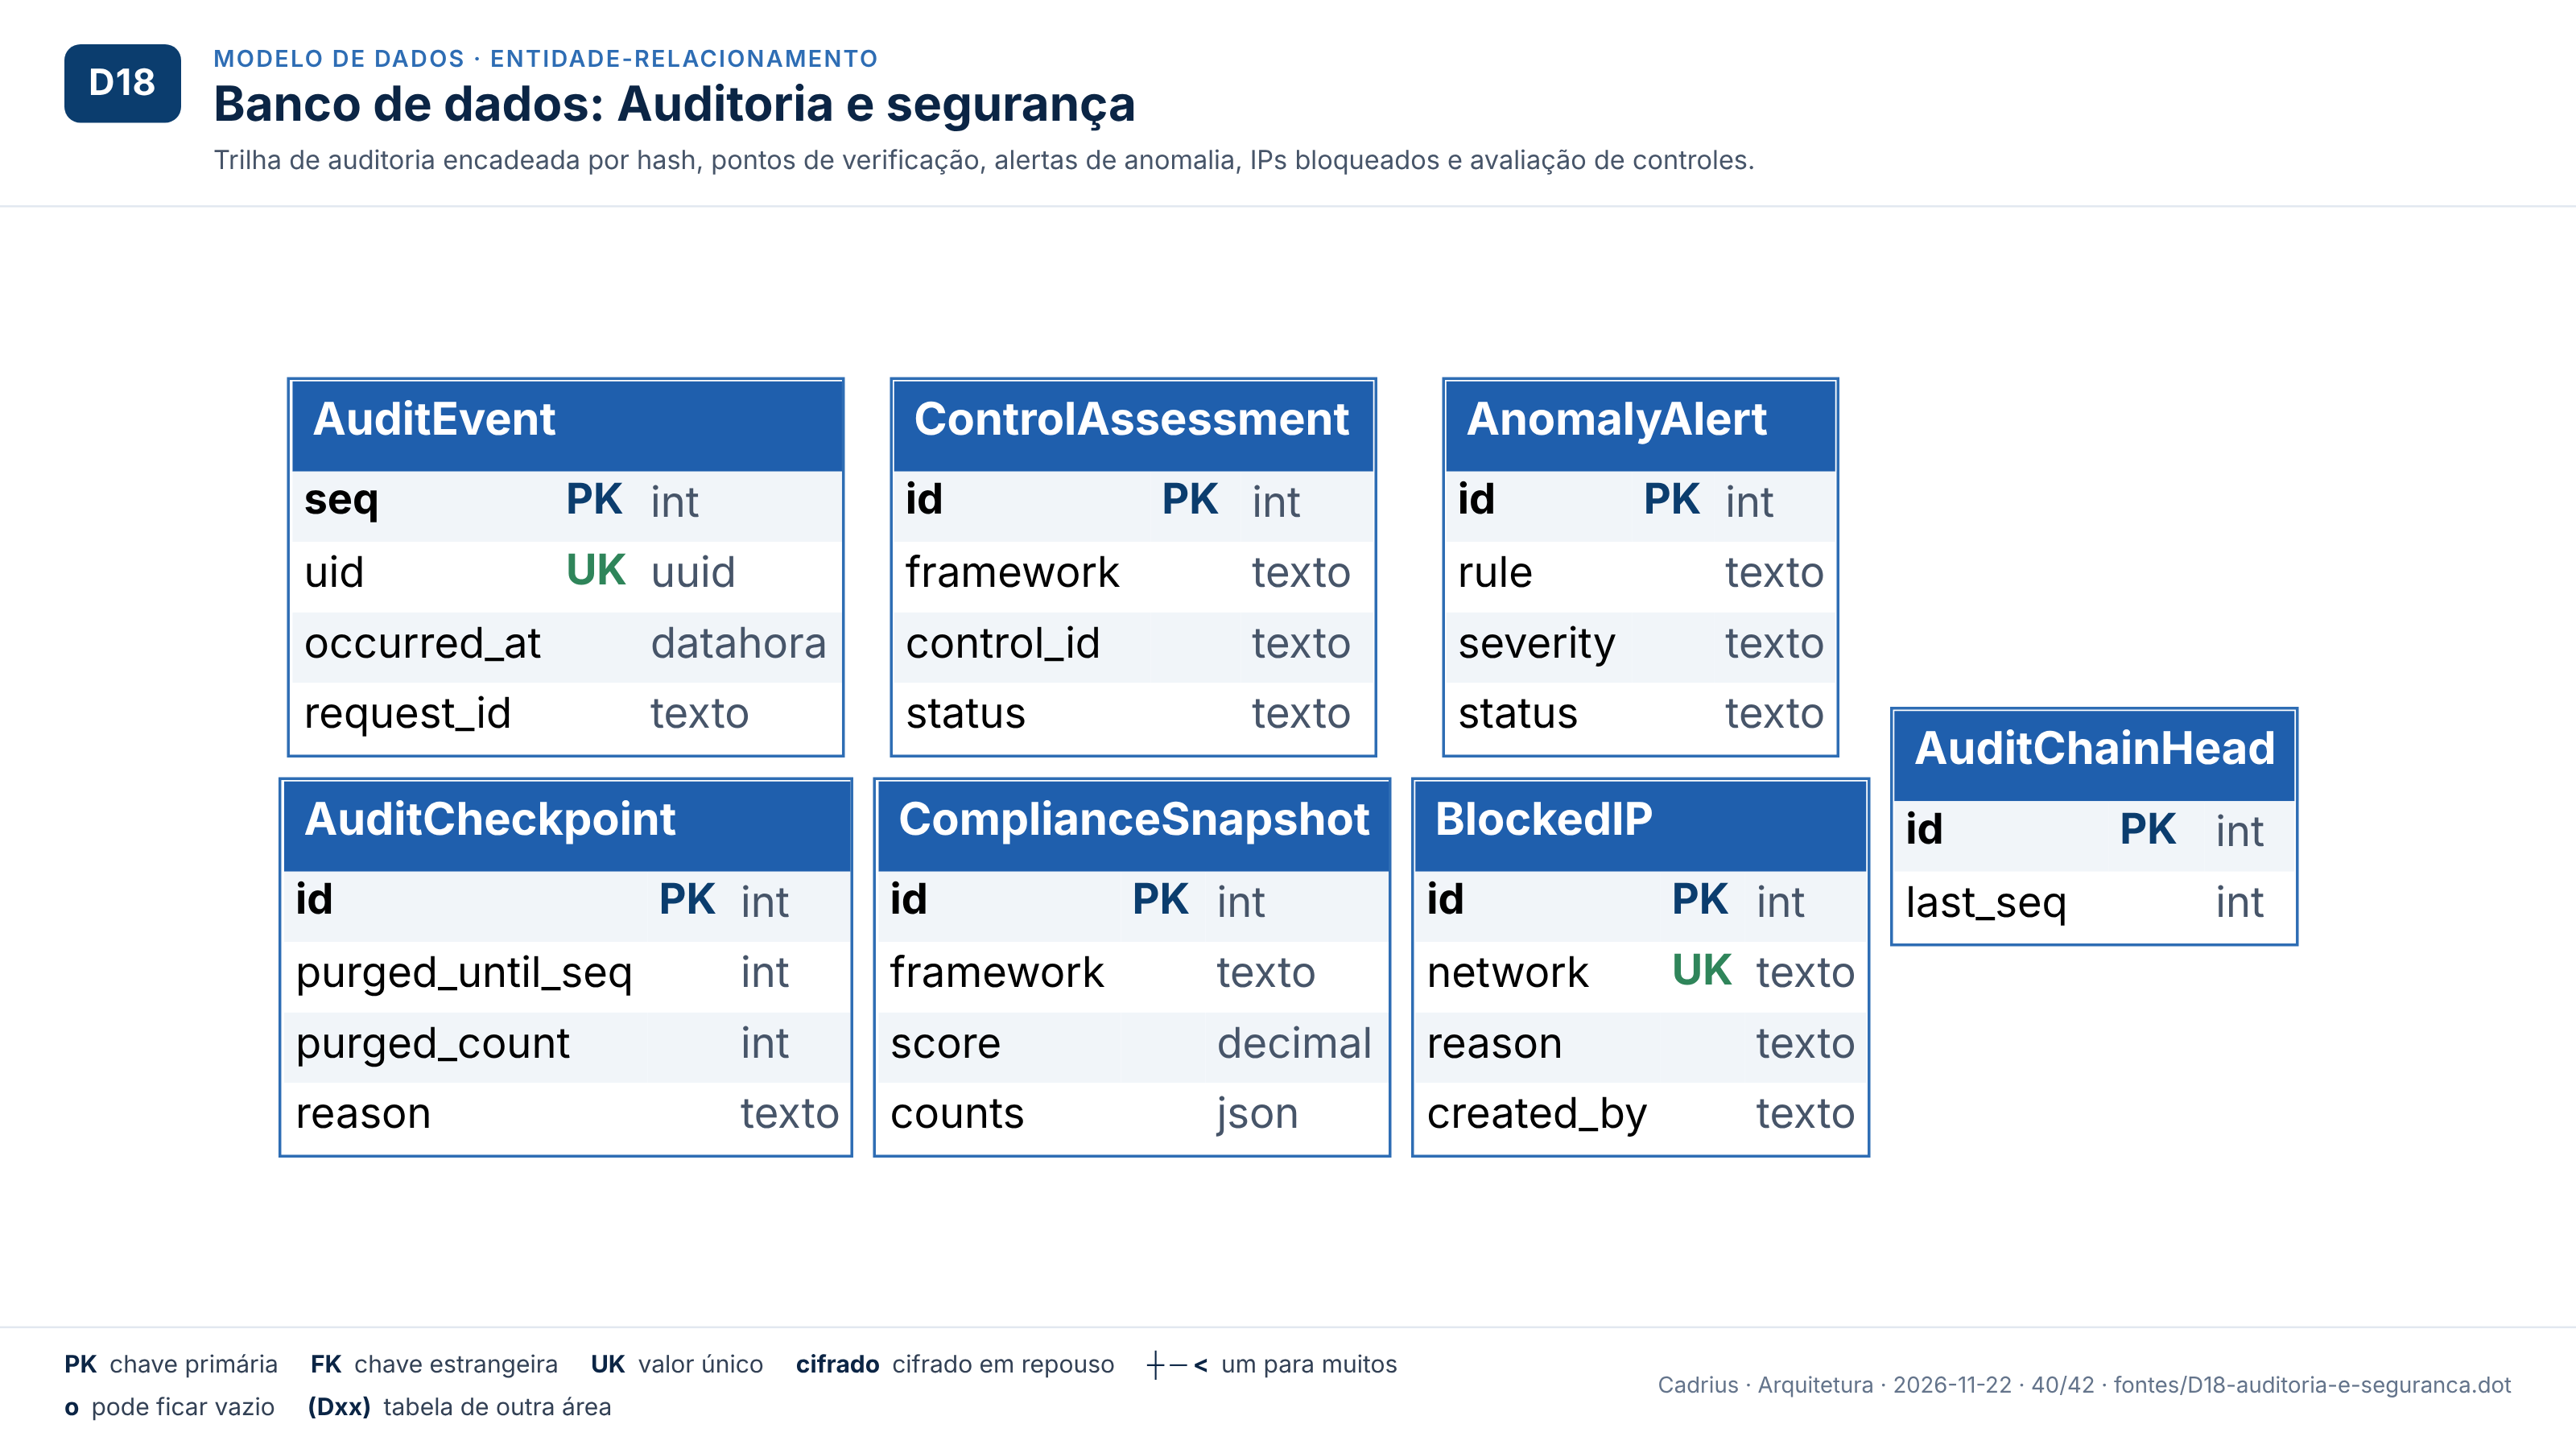 D18
MODELO DE DADOS · ENTIDADE-RELACIONAMENTO
Banco de dados: Auditoria e segurança
Trilha de auditoria encadeada por hash, pontos de verificação, alertas de anomalia, IPs bloqueados e avaliação de controles.
AuditEvent
seq PK int
uid UK uuid
occurred_at datahora
request_id texto
ControlAssessment
id PK int
framework texto
control_id texto
status texto
AnomalyAlert
id PK int
rule texto
severity texto
status texto
AuditChainHead
id PK int
last_seq int
AuditCheckpoint
id PK int
purged_until_seq int
purged_count int
reason texto
ComplianceSnapshot
id PK int
framework texto
score decimal
counts json
BlockedIP
id PK int
network UK texto
reason texto
created_by texto
PK chave primária FK chave estrangeira UK valor único cifrado cifrado em repouso ┼─< um para muitos
o pode ficar vazio (Dxx) tabela de outra área
Cadrius · Arquitetura · 2026-11-22 · 40/42 · fontes/D18-auditoria-e-seguranca.dot